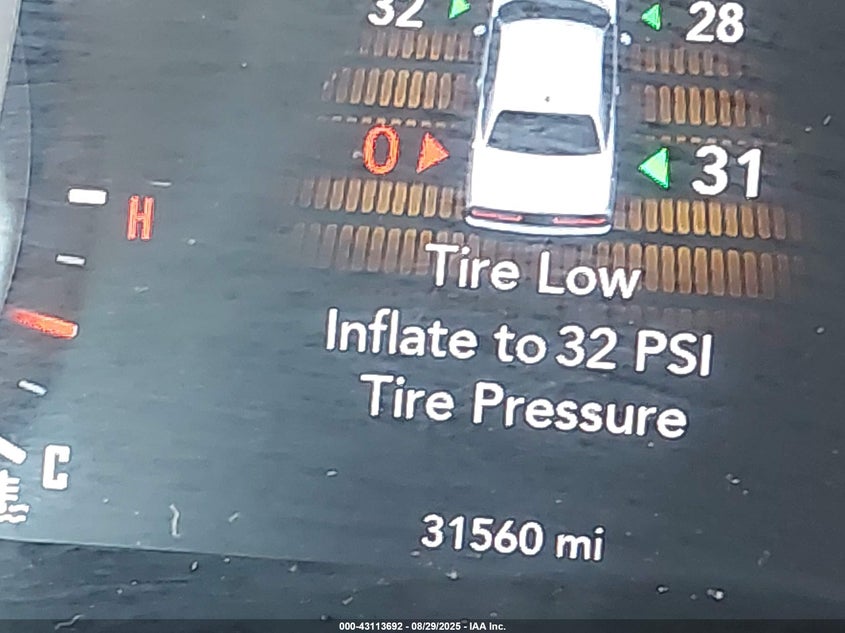 32 28
0 31
H
Tire Low
Inflate to 32 PSI
Tire Pressure
C
31560 mi
000-43113692 - 08/29/2025 - IAA Inc.